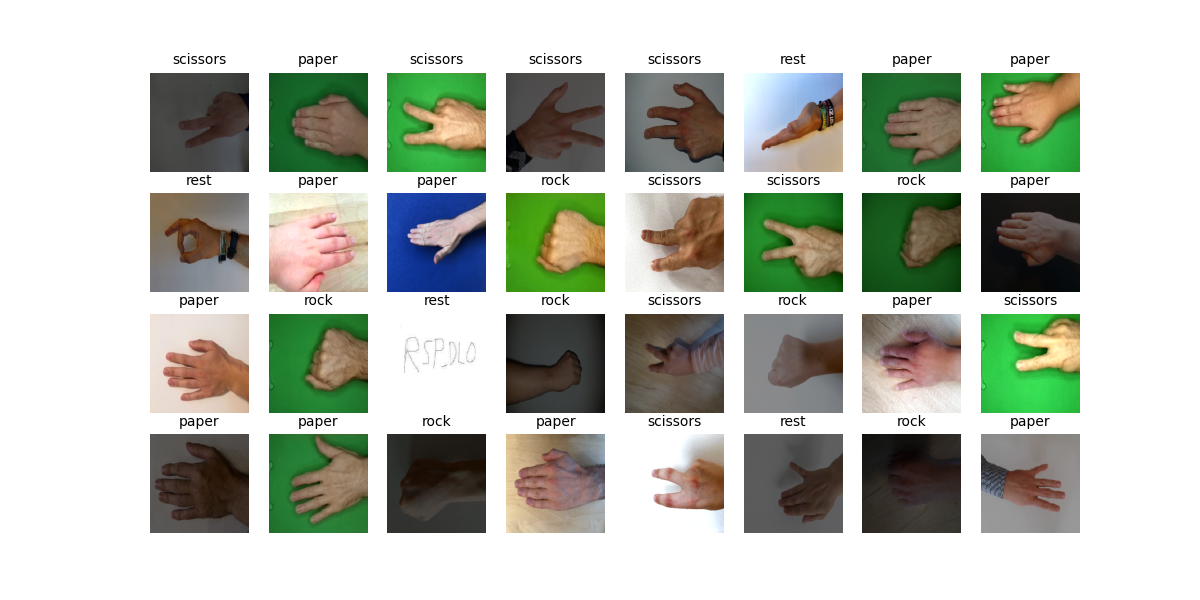 scissors paper scissors scissors scissors rest paper paper
rest paper paper rock scissors scissors rock paper
paper rock rest rock scissors rock paper scissors
RSP_DLO
paper paper rock paper scissors rest rock paper